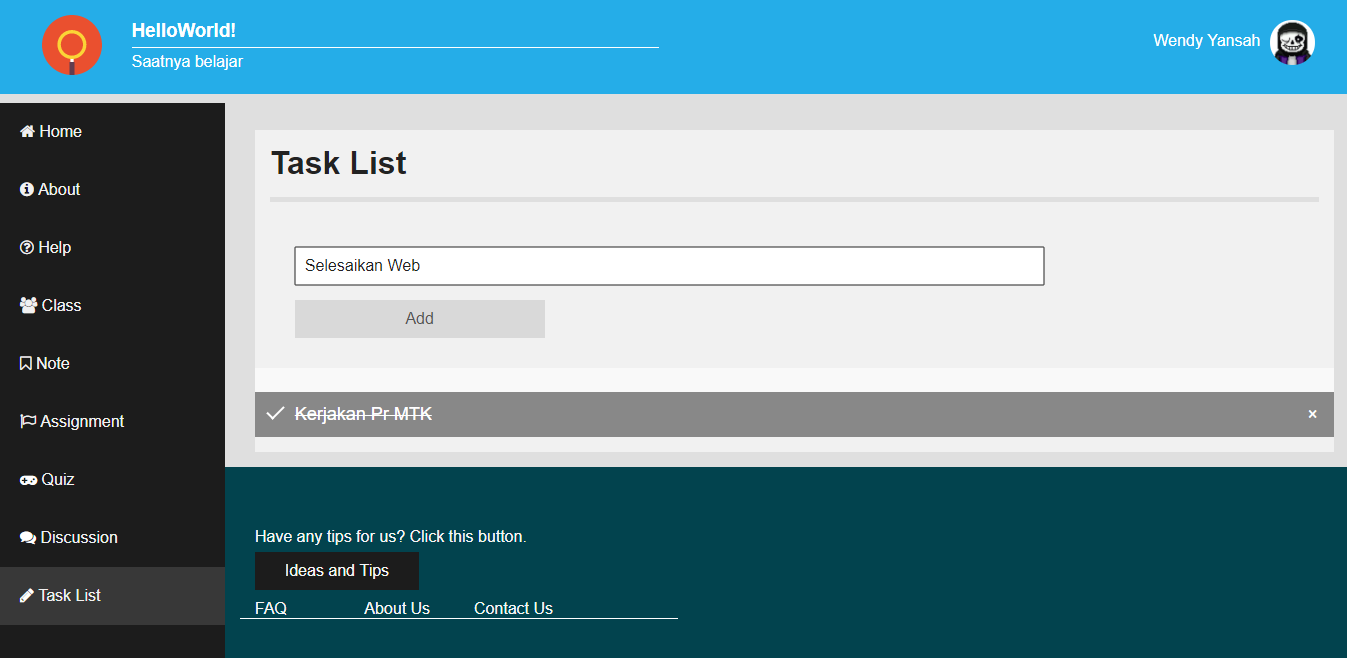 HelloWorld!
Saatnya belajar
Wendy Yansah
Home
About
Help
Class
Note
Assignment
Quiz
Discussion
Task List
Task List
Selesaikan Web
Add
Kerjakan Pr MTK
×
Have any tips for us? Click this button.
Ideas and Tips
FAQ About Us Contact Us